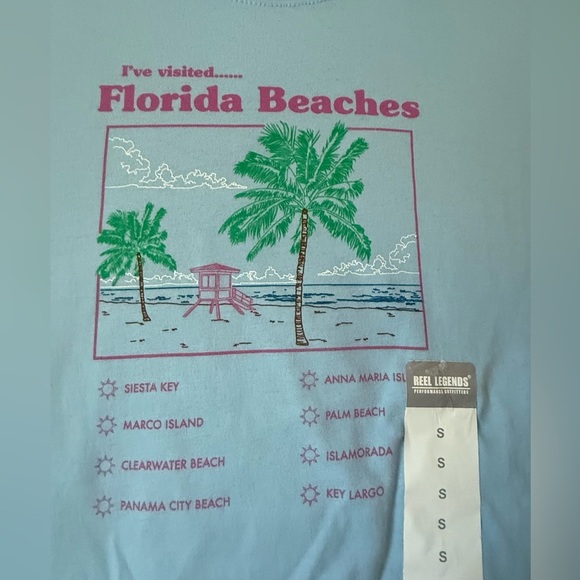 I've visited......
Florida Beaches
SIESTA KEY
MARCO ISLAND
CLEARWATER BEACH
PANAMA CITY BEACH
ANNA MARIA
PALM BEACH
ISLAMORADA
KEY LARGO
REEL LEGENDS®
PERFORMANCE OUTFITTERS
S
S
S
S
S